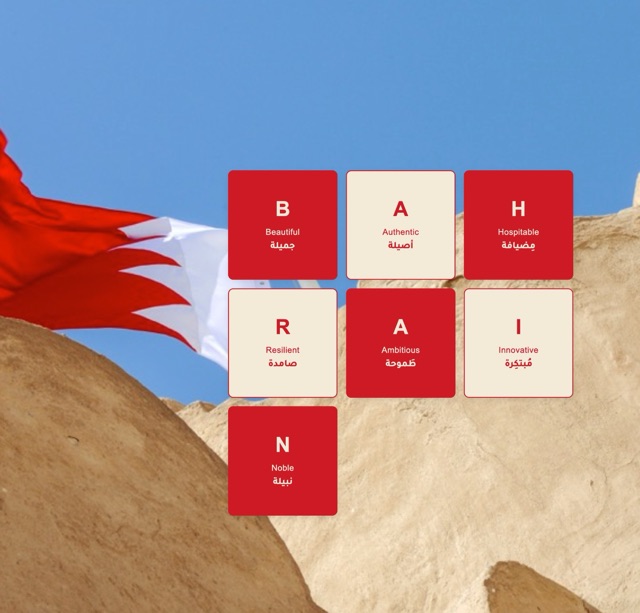 B
Beautiful
جميلة
A
Authentic
أصيلة
H
Hospitable
مِضيافة
R
Resilient
صامدة
A
Ambitious
طَموحة
I
Innovative
مُبتكِرة
N
Noble
نبيلة